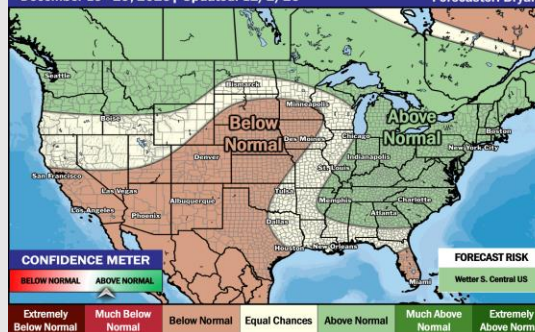 Seattle
Bismarck
Minneapolis
Boise
Below
Normal
Above
Normal
Des Moines
Chicago
Boston
New York City
Denver
Indianapolis
St. Louis
San Francisco
Las Vegas
Albuquerque
Tulsa
Memphis
Charlotte
Los Angeles
Phoenix
Atlanta
Dallas
Houston
New Orleans
Miami
CONFIDENCE METER
BELOW NORMAL
ABOVE NORMAL
FORECAST RISK
Wetter S. Central US
Extremely
Below Normal
Much Below
Normal
Below Normal
Equal Chances
Above Normal
Much Above
Normal
Extremely
Above Norm